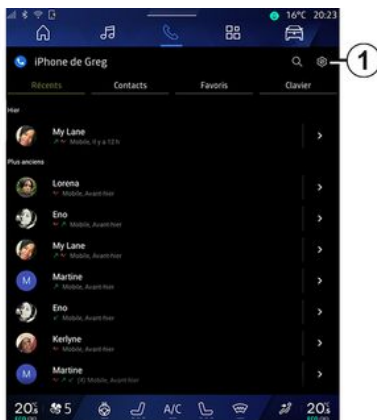 16°C 20:23
iPhone de Greg
1
Récents Contacts Favoris Clavier
Hier
My Lane
Mobile, Il y a 12 h
Plus anciens
Lorena
Mobile, Avant-hier
Eno
Mobile, Avant-hier
My Lane
Mobile, Avant-hier
M Martine
Mobile, Avant-hier
Eno
Mobile, Avant-hier
Kerlyne
Mobile, Avant-hier
M Martine
Mobile, Avant-hier
20 5 A/C 20